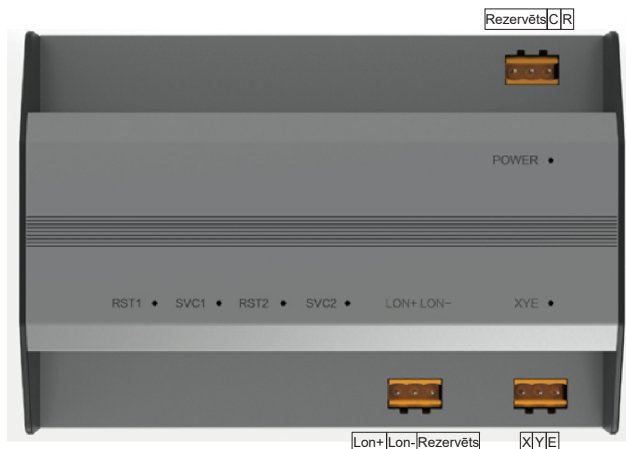 Rezervēts C R
POWER
RST1 SVC1 RST2 SVC2 LON+ LON- XYE
Lon+ Lon- Rezervēts X Y E